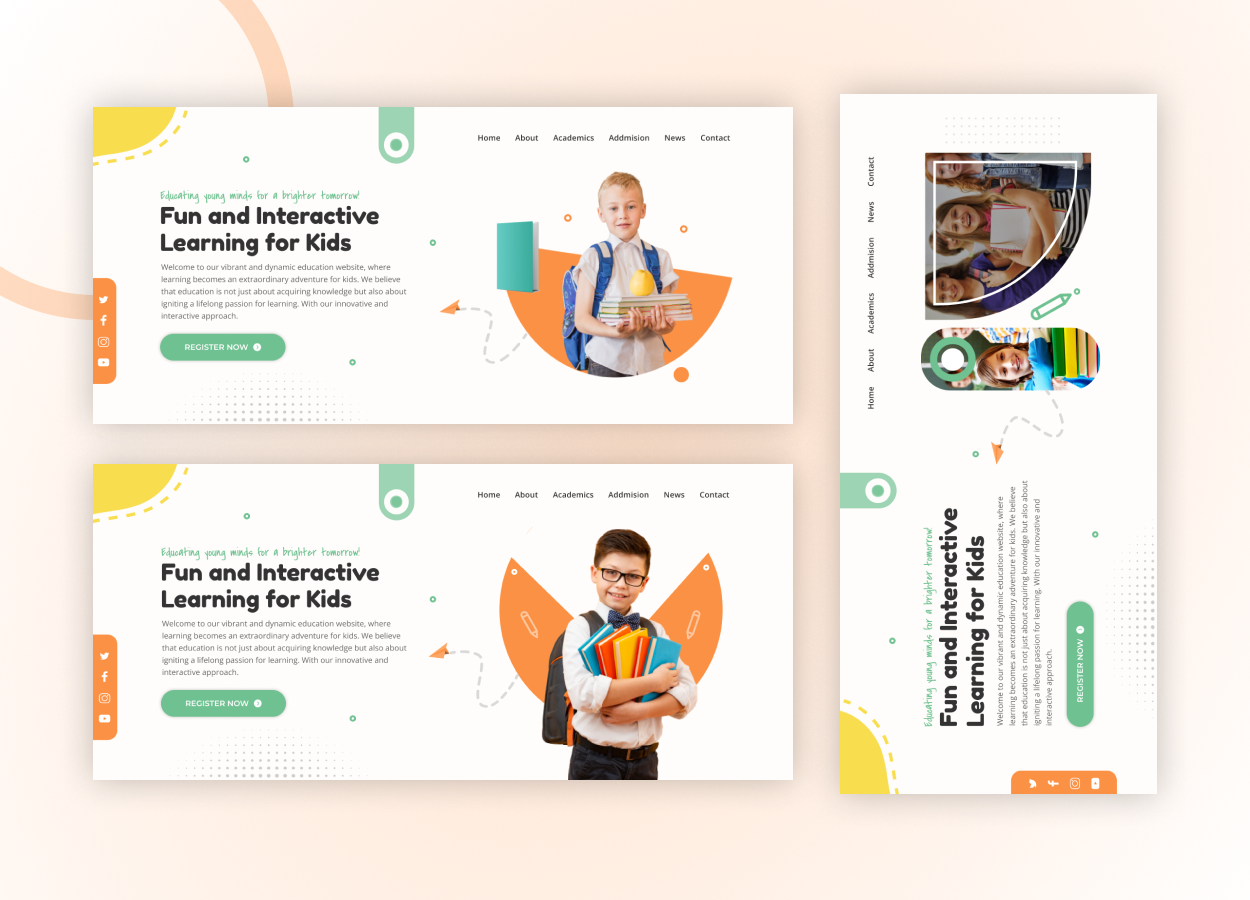 Home About Academics Addmision News Contact
Educating young minds for a brighter tomorrow!
Fun and Interactive
Learning for Kids
Welcome to our vibrant and dynamic education website, where
learning becomes an extraordinary adventure for kids. We believe
that education is not just about acquiring knowledge but also about
igniting a lifelong passion for learning. With our innovative and
interactive approach.
REGISTER NOW
Home About Academics Addmision News Contact
Educating young minds for a brighter tomorrow!
Fun and Interactive
Learning for Kids
Welcome to our vibrant and dynamic education website, where
learning becomes an extraordinary adventure for kids. We believe
that education is not just about acquiring knowledge but also about
igniting a lifelong passion for learning. With our innovative and
interactive approach.
REGISTER NOW
Home About Academics Addmision News Contact
Educating young minds for a brighter tomorrow!
Fun and Interactive
Learning for Kids
Welcome to our vibrant and dynamic education website, where
learning becomes an extraordinary adventure for kids. We believe
that education is not just about acquiring knowledge but also about
igniting a lifelong passion for learning. With our innovative and
interactive approach.
REGISTER NOW